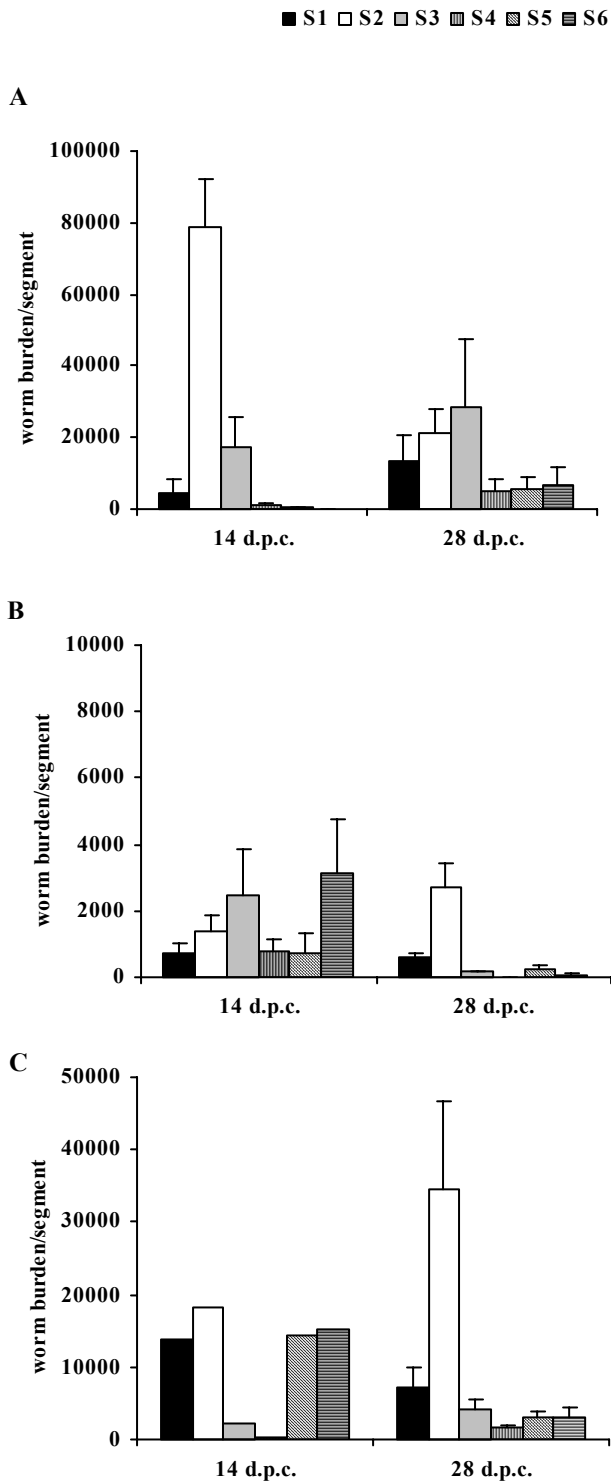 S1 S2 S3 S4 S5 S6
A
100000
80000
60000
40000
20000
0
worm burden/segment
14 d.p.c. 28 d.p.c.
B
10000
8000
6000
4000
2000
0
worm burden/segment
14 d.p.c. 28 d.p.c.
C
50000
40000
30000
20000
10000
0
worm burden/segment
14 d.p.c. 28 d.p.c.